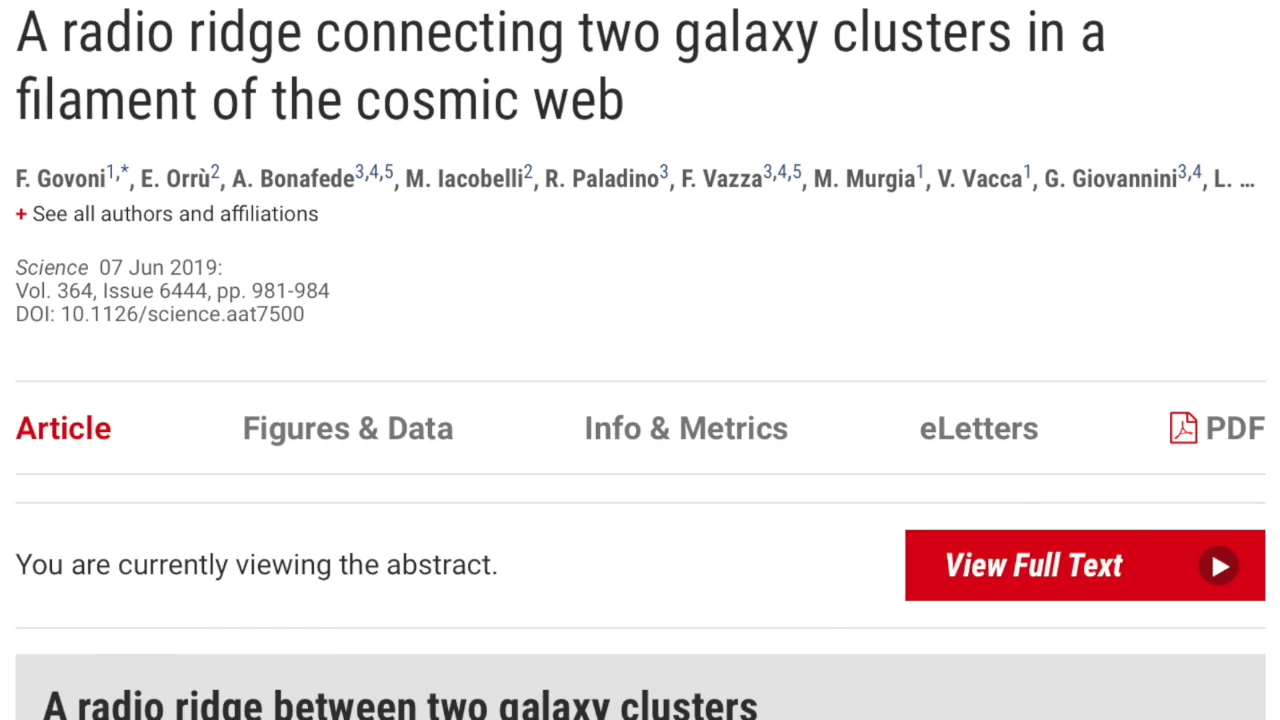 A radio ridge connecting two galaxy clusters in a
filament of the cosmic web
F. Govoni1,*, E. Orrù2, A. Bonafede3,4,5, M. Iacobelli2, R. Paladino3, F. Vazza3,4,5, M. Murgia1, V. Vacca1, G. Giovannini3,4, L. ...
+ See all authors and affiliations
Science 07 Jun 2019:
Vol. 364, Issue 6444, pp. 981-984
DOI: 10.1126/science.aat7500
Article Figures & Data Info & Metrics eLetters PDF
You are currently viewing the abstract.
View Full Text
A radio ridge between two galaxy clusters